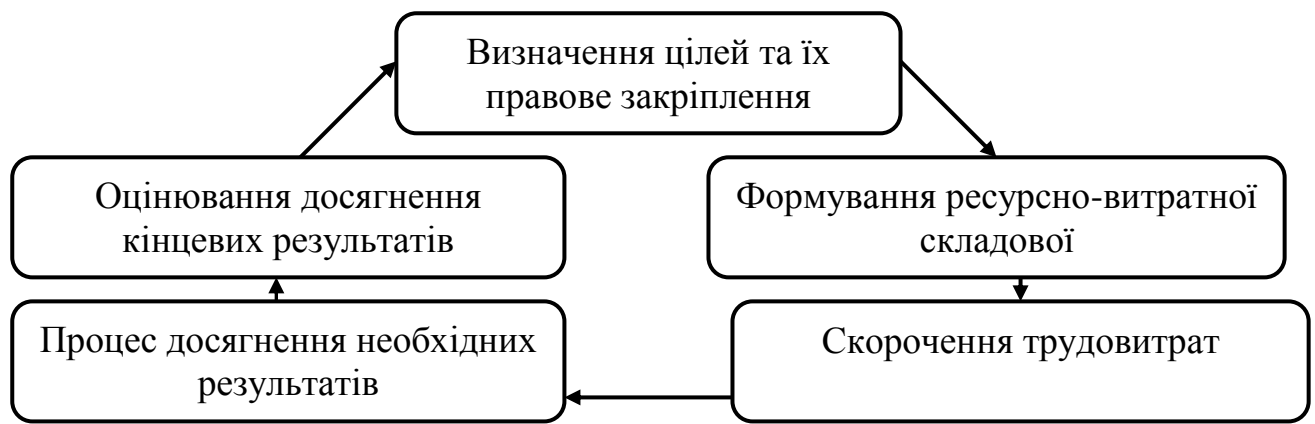 Визначення цілей та їх
правове закріплення
Оцінювання досягнення
кінцевих результатів
Формування ресурсно-витратної
складової
Процес досягнення необхідних
результатів
Скорочення трудовитрат